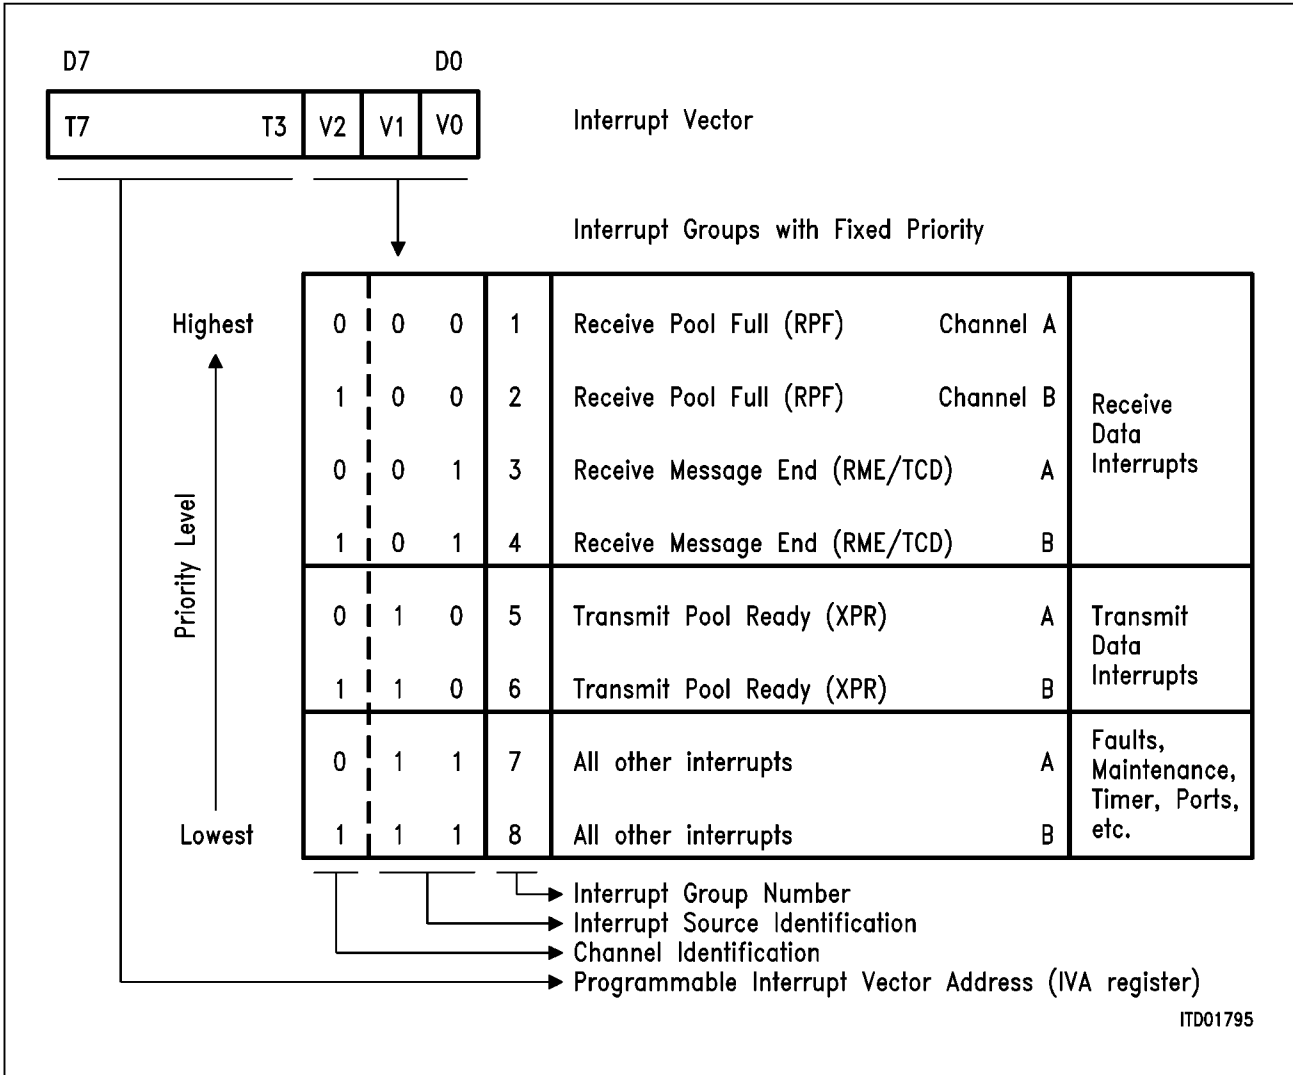 D7 D0
T7 T3 V2 V1 V0 Interrupt Vector
Interrupt Groups with Fixed Priority
Highest 0 0 0 1 Receive Pool Full (RPF) Channel A
1 0 0 2 Receive Pool Full (RPF) Channel B
Receive
Data
Interrupts
0 0 1 3 Receive Message End (RME/TCD) A
1 0 1 4 Receive Message End (RME/TCD) B
Priority Level
0 1 0 5 Transmit Pool Ready (XPR) A
Transmit
Data
Interrupts
1 1 0 6 Transmit Pool Ready (XPR) B
0 1 1 7 All other interrupts A
Faults,
Maintenance,
Timer, Ports,
etc.
Lowest 1 1 1 8 All other interrupts B
Interrupt Group Number
Interrupt Source Identification
Channel Identification
Programmable Interrupt Vector Address (IVA register)
ITD01795